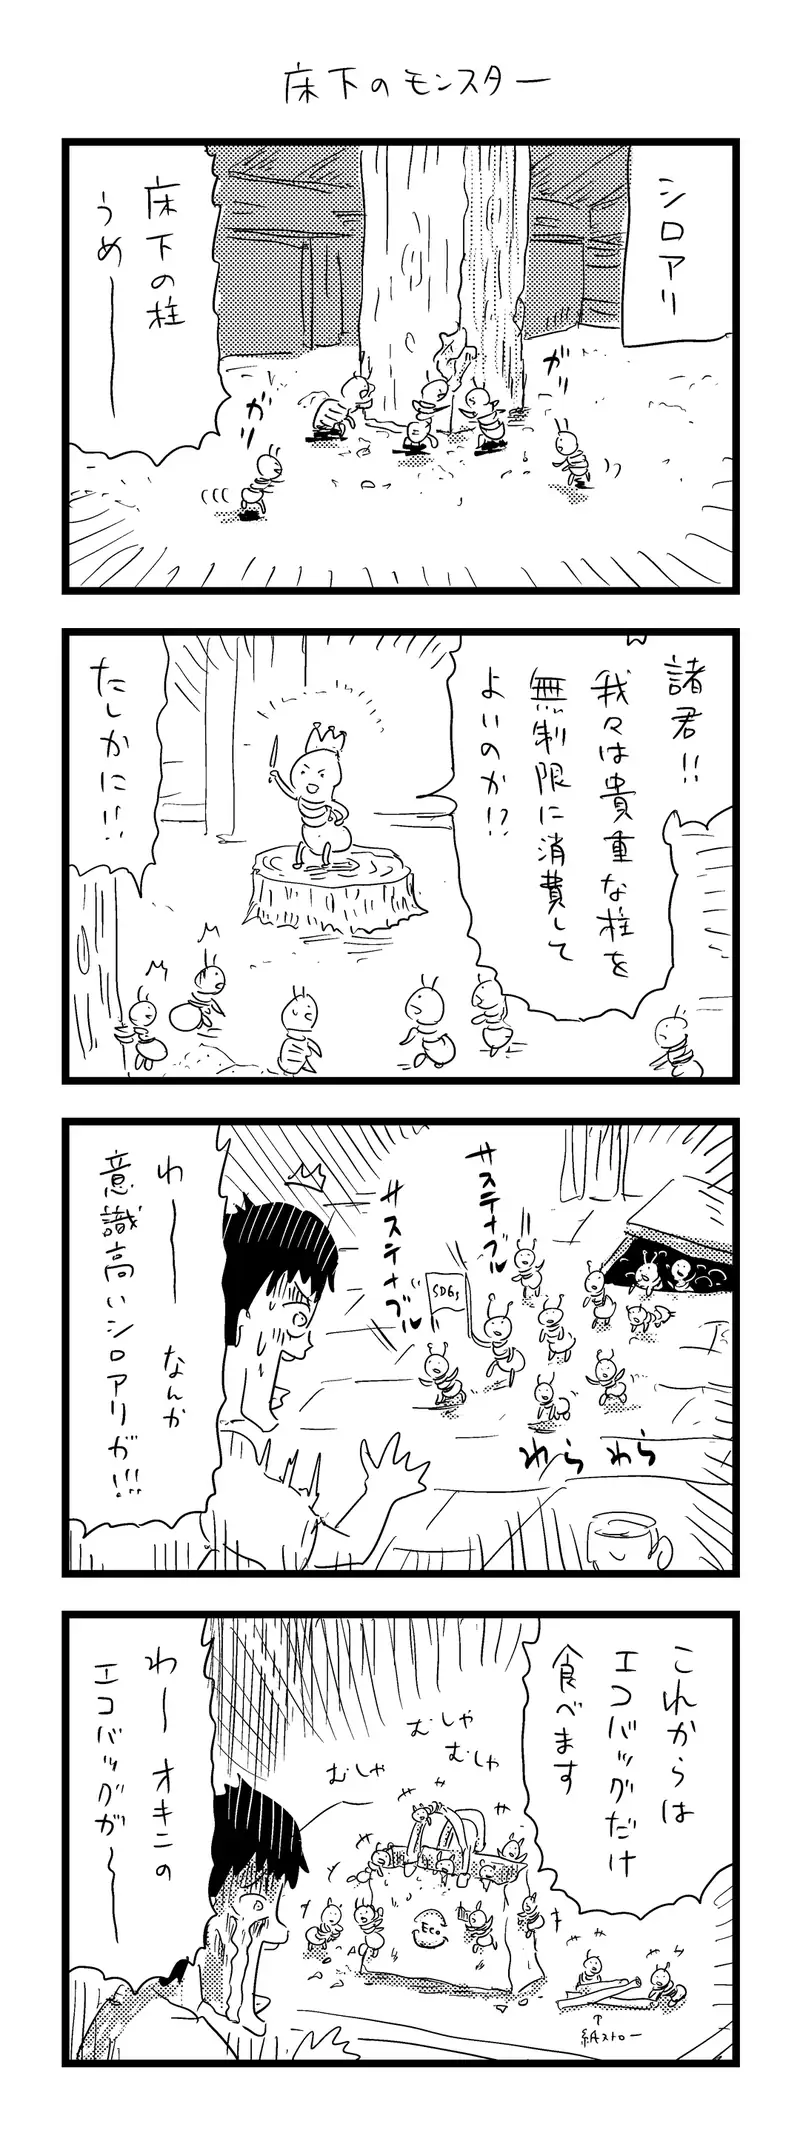 床下のモンスター
シロアリ
ガリ
ガリ
床下の柱
うめーーー
諸君!!
我々は貴重な柱を
無制限に消費して
よいのか!?
たしかに!!
サステナブル
サステナブル
SDGs
わらわら
わーー なんか
意識高いシロアリが!!!
これからは
エコバッグだけ
食べます
むしゃ
むしゃ
むしゃ
Eco
↑
紙ストロー
わーオキニの
エコバッグがーー